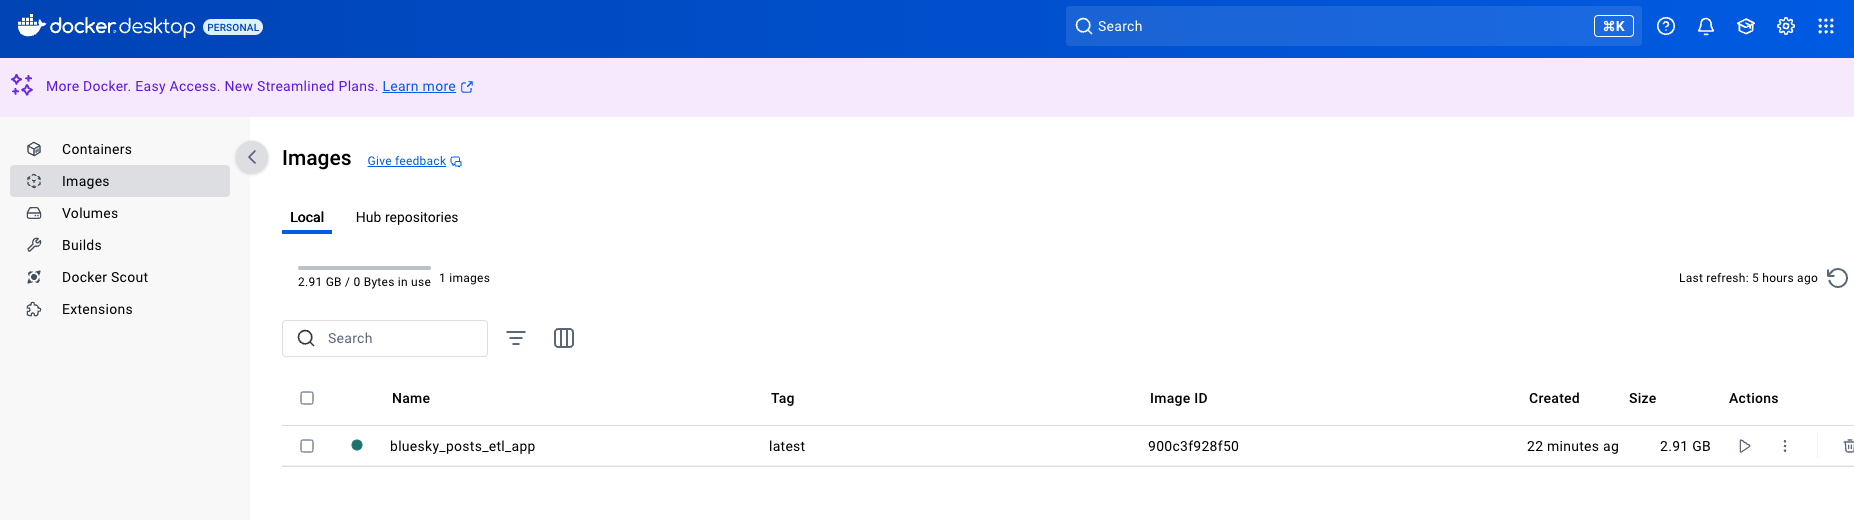 docker.desktop PERSONAL
Search ⌘K
More Docker. Easy Access. New Streamlined Plans. Learn more
Containers
Images
Volumes
Builds
Docker Scout
Extensions
Images Give feedback
Local Hub repositories
2.91 GB / 0 Bytes in use 1 images
Last refresh: 5 hours ago
Search
Name Tag Image ID Created Size Actions
bluesky_posts_etl_app latest 900c3f928f50 22 minutes ag 2.91 GB